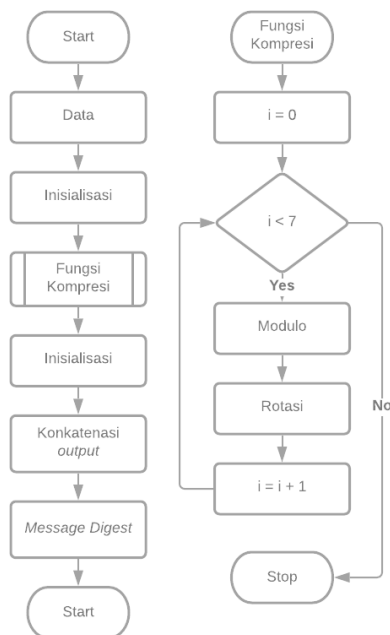 Start
Data
Inisialisasi
Fungsi
Kompresi
Inisialisasi
Konkatenasi
output
Message Digest
Start
Fungsi
Kompresi
i = 0
i < 7
Yes
No
Modulo
Rotasi
i = i + 1
Stop